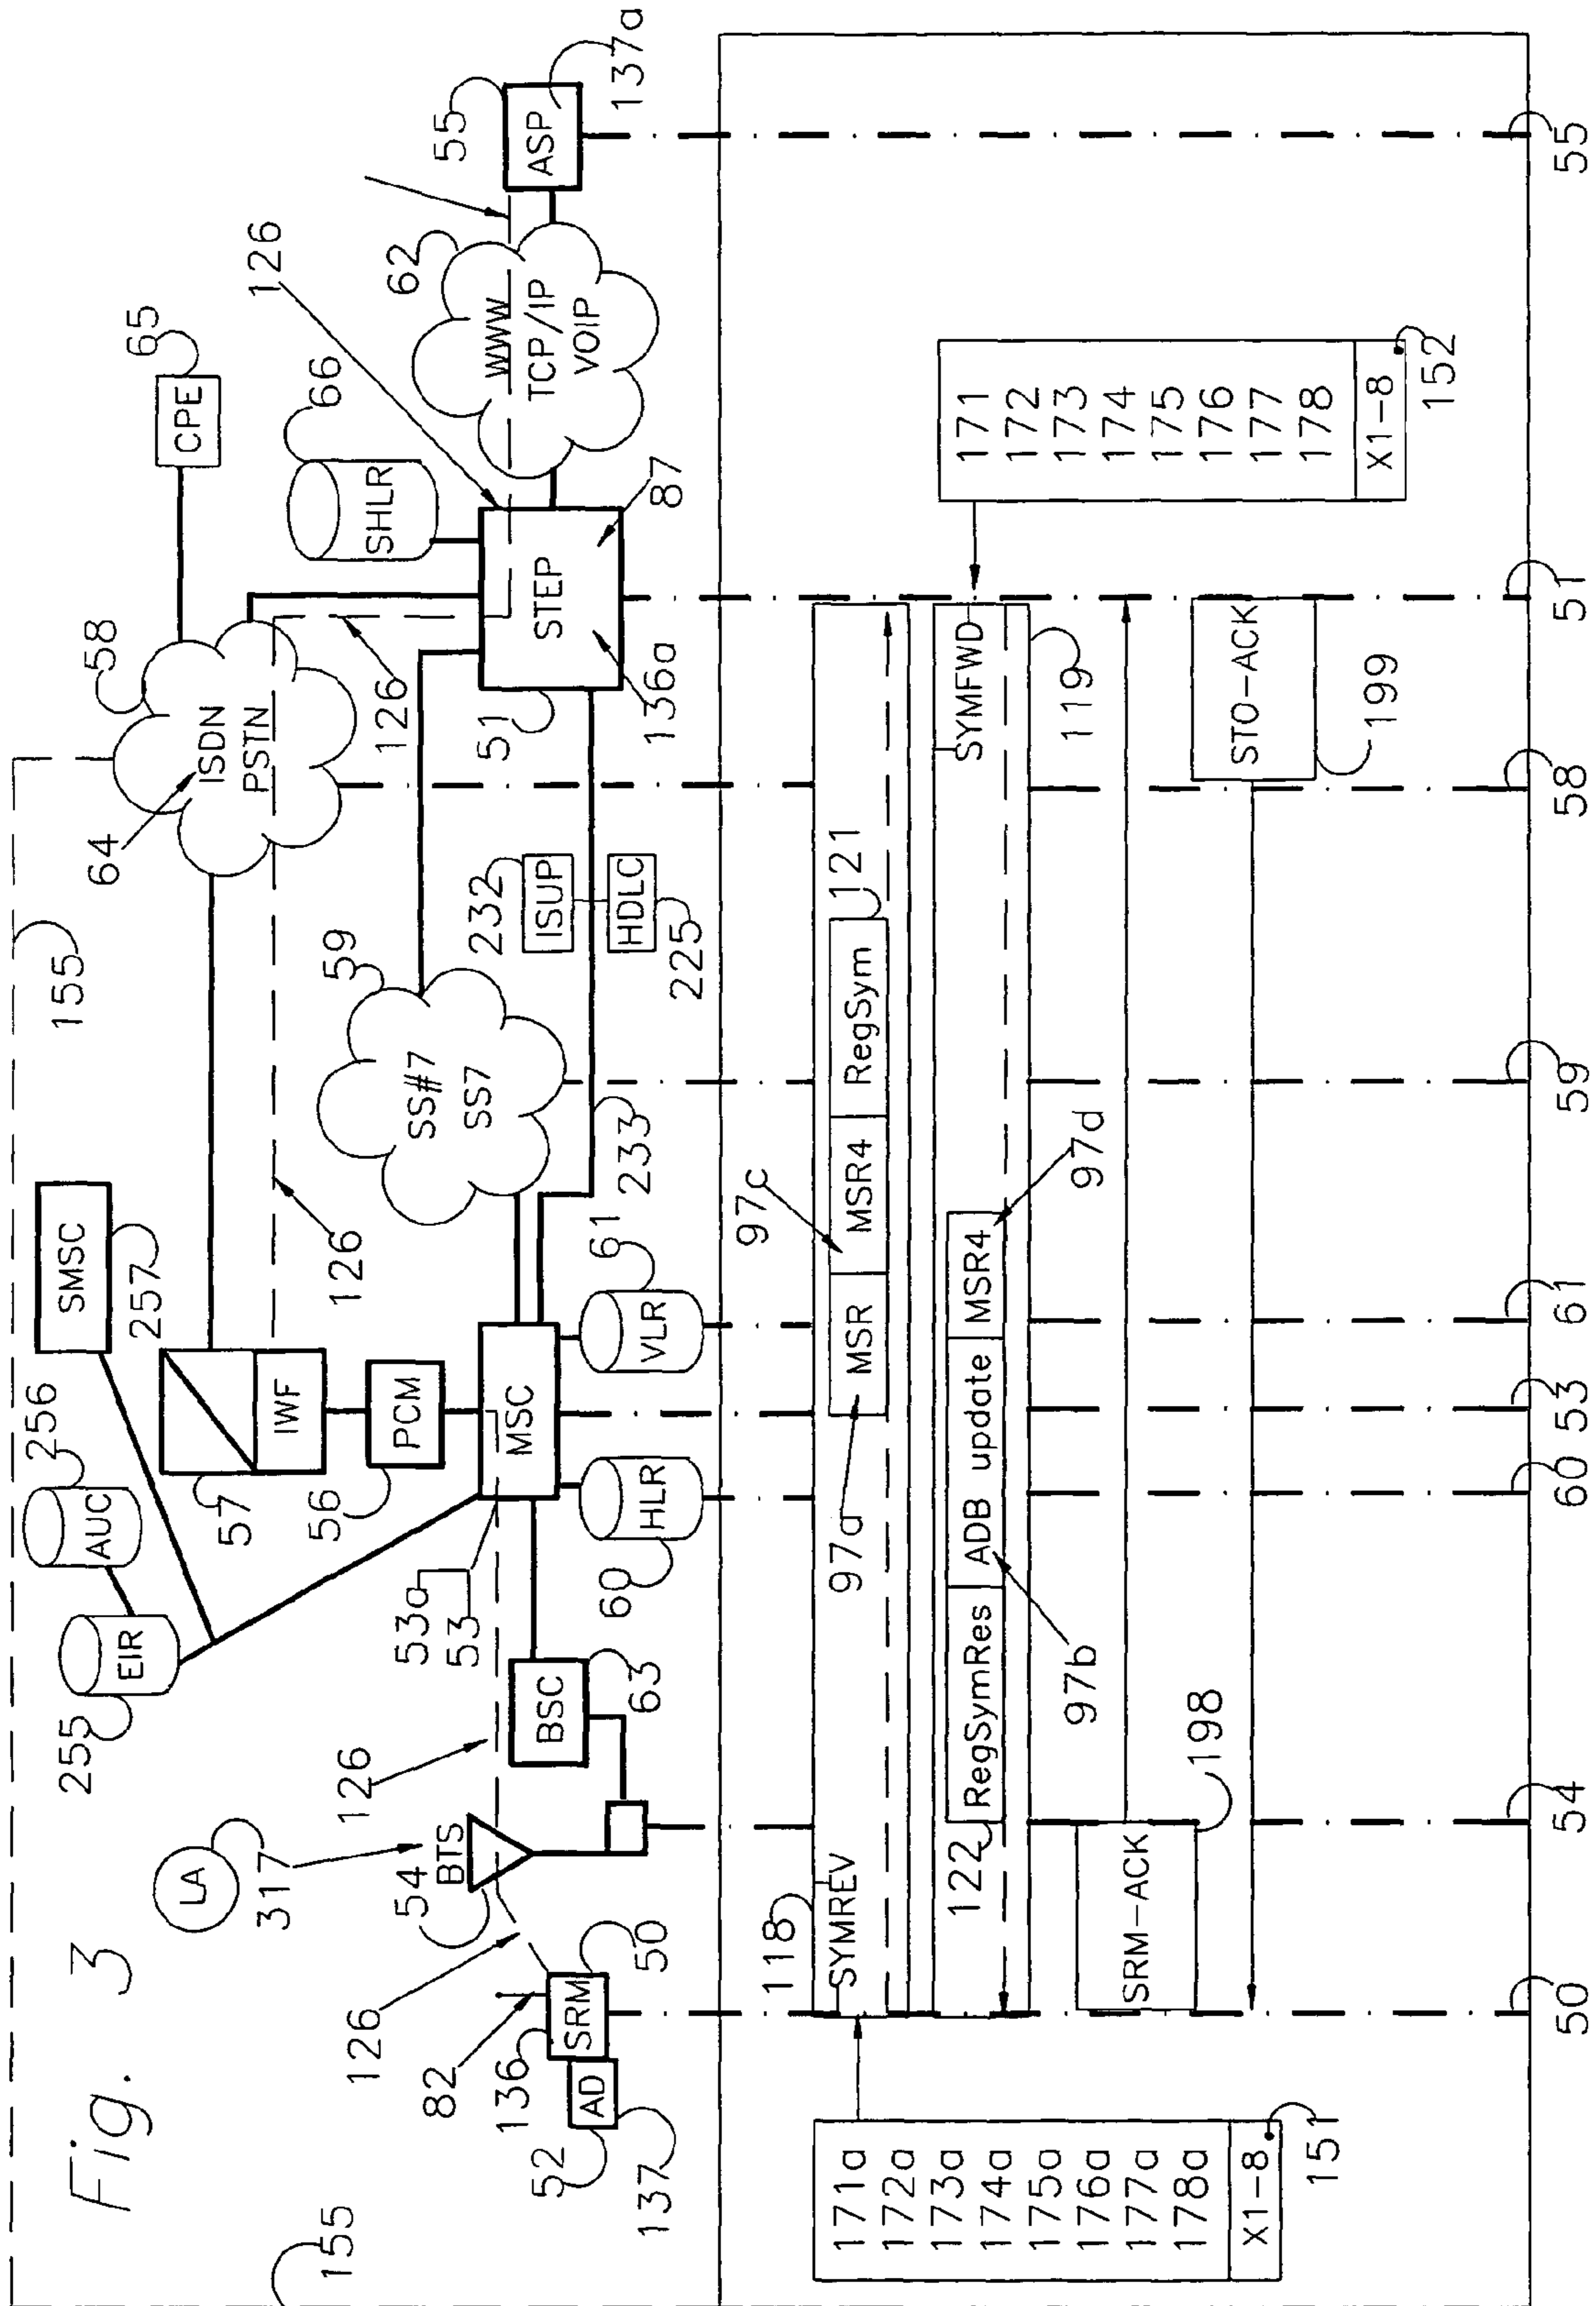 Fig. 3
155
155
LA
317
255
EIR
AUC
256
SMSC
257
57
IWF
56
PCM
126
126
64
ISDN
PSTN
58
CPE
65
SHLR
66
126
126
62
WWW
TCP/IP
VOIP
55
ASP
137a
52
AD
137
136
SRM
50
82
126
54
BTS
126
BSC
63
53a
53
MSC
HLR
60
VLR
61
SS#7
SS7
59
233
232
ISUP
HDLC
225
51
STEP
136a
87
171a
172a
173a
174a
175a
176a
177a
178a
X1-8
151
118
SYMREV
97a
MSR
MSR4
RegSym
97c
121
122
RegSymRes
ADB update
MSR4
97b
97d
SYMFWD
119
171
172
173
174
175
176
177
178
X1-8
152
SRM-ACK
198
STO-ACK
199
50
54
60
53
61
59
58
51
55